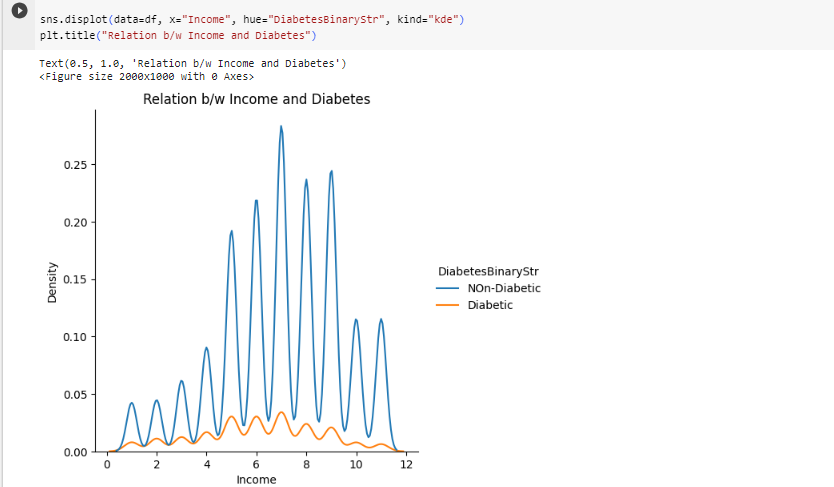 sns.displot(data=df, x="Income", hue="DiabetesBinaryStr", kind="kde")
plt.title("Relation b/w Income and Diabetes")
Text(0.5, 1.0, 'Relation b/w Income and Diabetes')
<Figure size 2000x1000 with 0 Axes>
Relation b/w Income and Diabetes
0.25
0.20
0.15
0.10
0.05
0.00
Density
0 2 4 6 8 10 12
Income
DiabetesBinaryStr
NOn-Diabetic
Diabetic